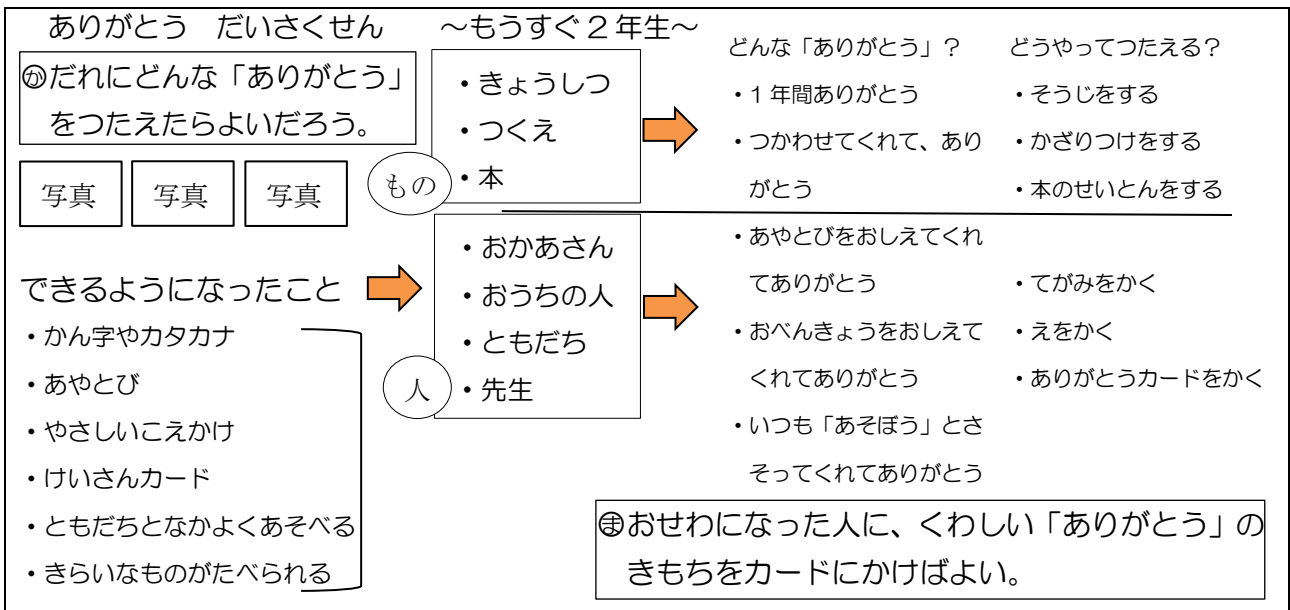 ありがとう　だいさくせん　～もうすぐ２年生～
㋕だれにどんな「ありがとう」
をつたえたらよいだろう。
写真
写真
写真
できるようになったこと
・かん字やカタカナ
・あやとび
・やさしいこえかけ
・けいさんカード
・ともだちとなかよくあそべる
・きらいなものがたべられる
もの
・きょうしつ
・つくえ
・本
人
・おかあさん
・おうちの人
・ともだち
・先生
どんな「ありがとう」？
・1 年間ありがとう
・つかわせてくれて、あり
がとう
どうやってつたえる？
・そうじをする
・かざりつけをする
・本のせいとんをする
・あやとびをおしえてくれ
てありがとう
・おべんきょうをおしえて
くれてありがとう
・いつも「あそぼう」とさ
そってくれてありがとう
・てがみをかく
・えをかく
・ありがとうカードをかく
㋮おせわになった人に、くわしい「ありがとう」の
きもちをカードにかけばよい。